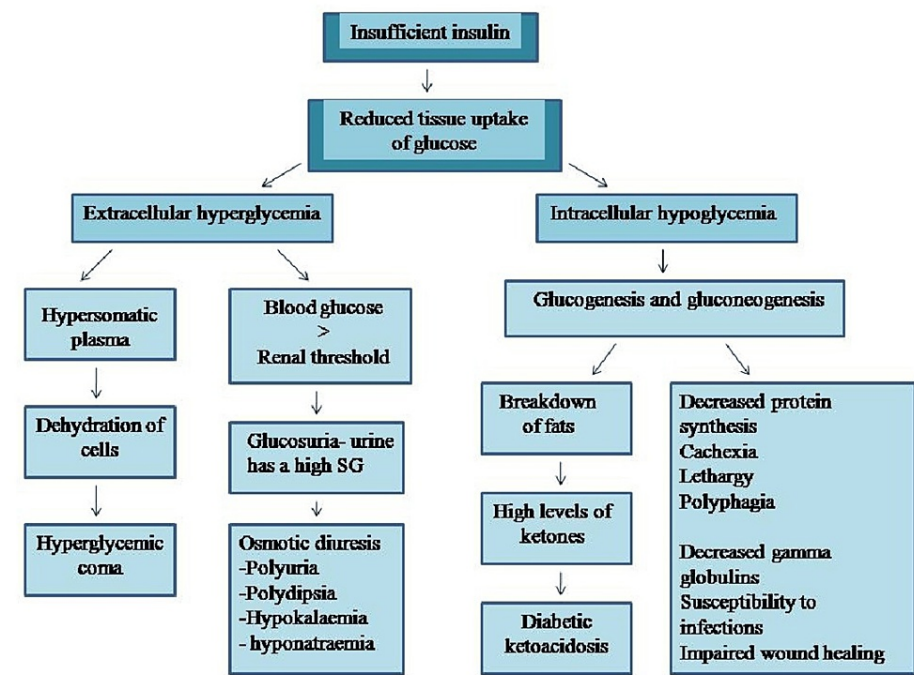 Insufficient insulin
Reduced tissue uptake
of glucose
Extracellular hyperglycemia
Intracellular hypoglycemia
Hypersomatic
plasma
Blood glucose
>
Renal threshold
Glucogenesis and gluconeogenesis
Dehydration of
cells
Glucosuria- urine
has a high SG
Breakdown
of fats
Decreased protein
synthesis
Cachexia
Lethargy
Polyphagia
Decreased gamma
globulins
Susceptibility to
infections
Impaired wound healing
Hyperglycemic
coma
Osmotic diuresis
-Polyuria
-Polydipsia
-Hypokalaemia
- hyponatraemia
High levels of
ketones
Diabetic
ketoacidosis